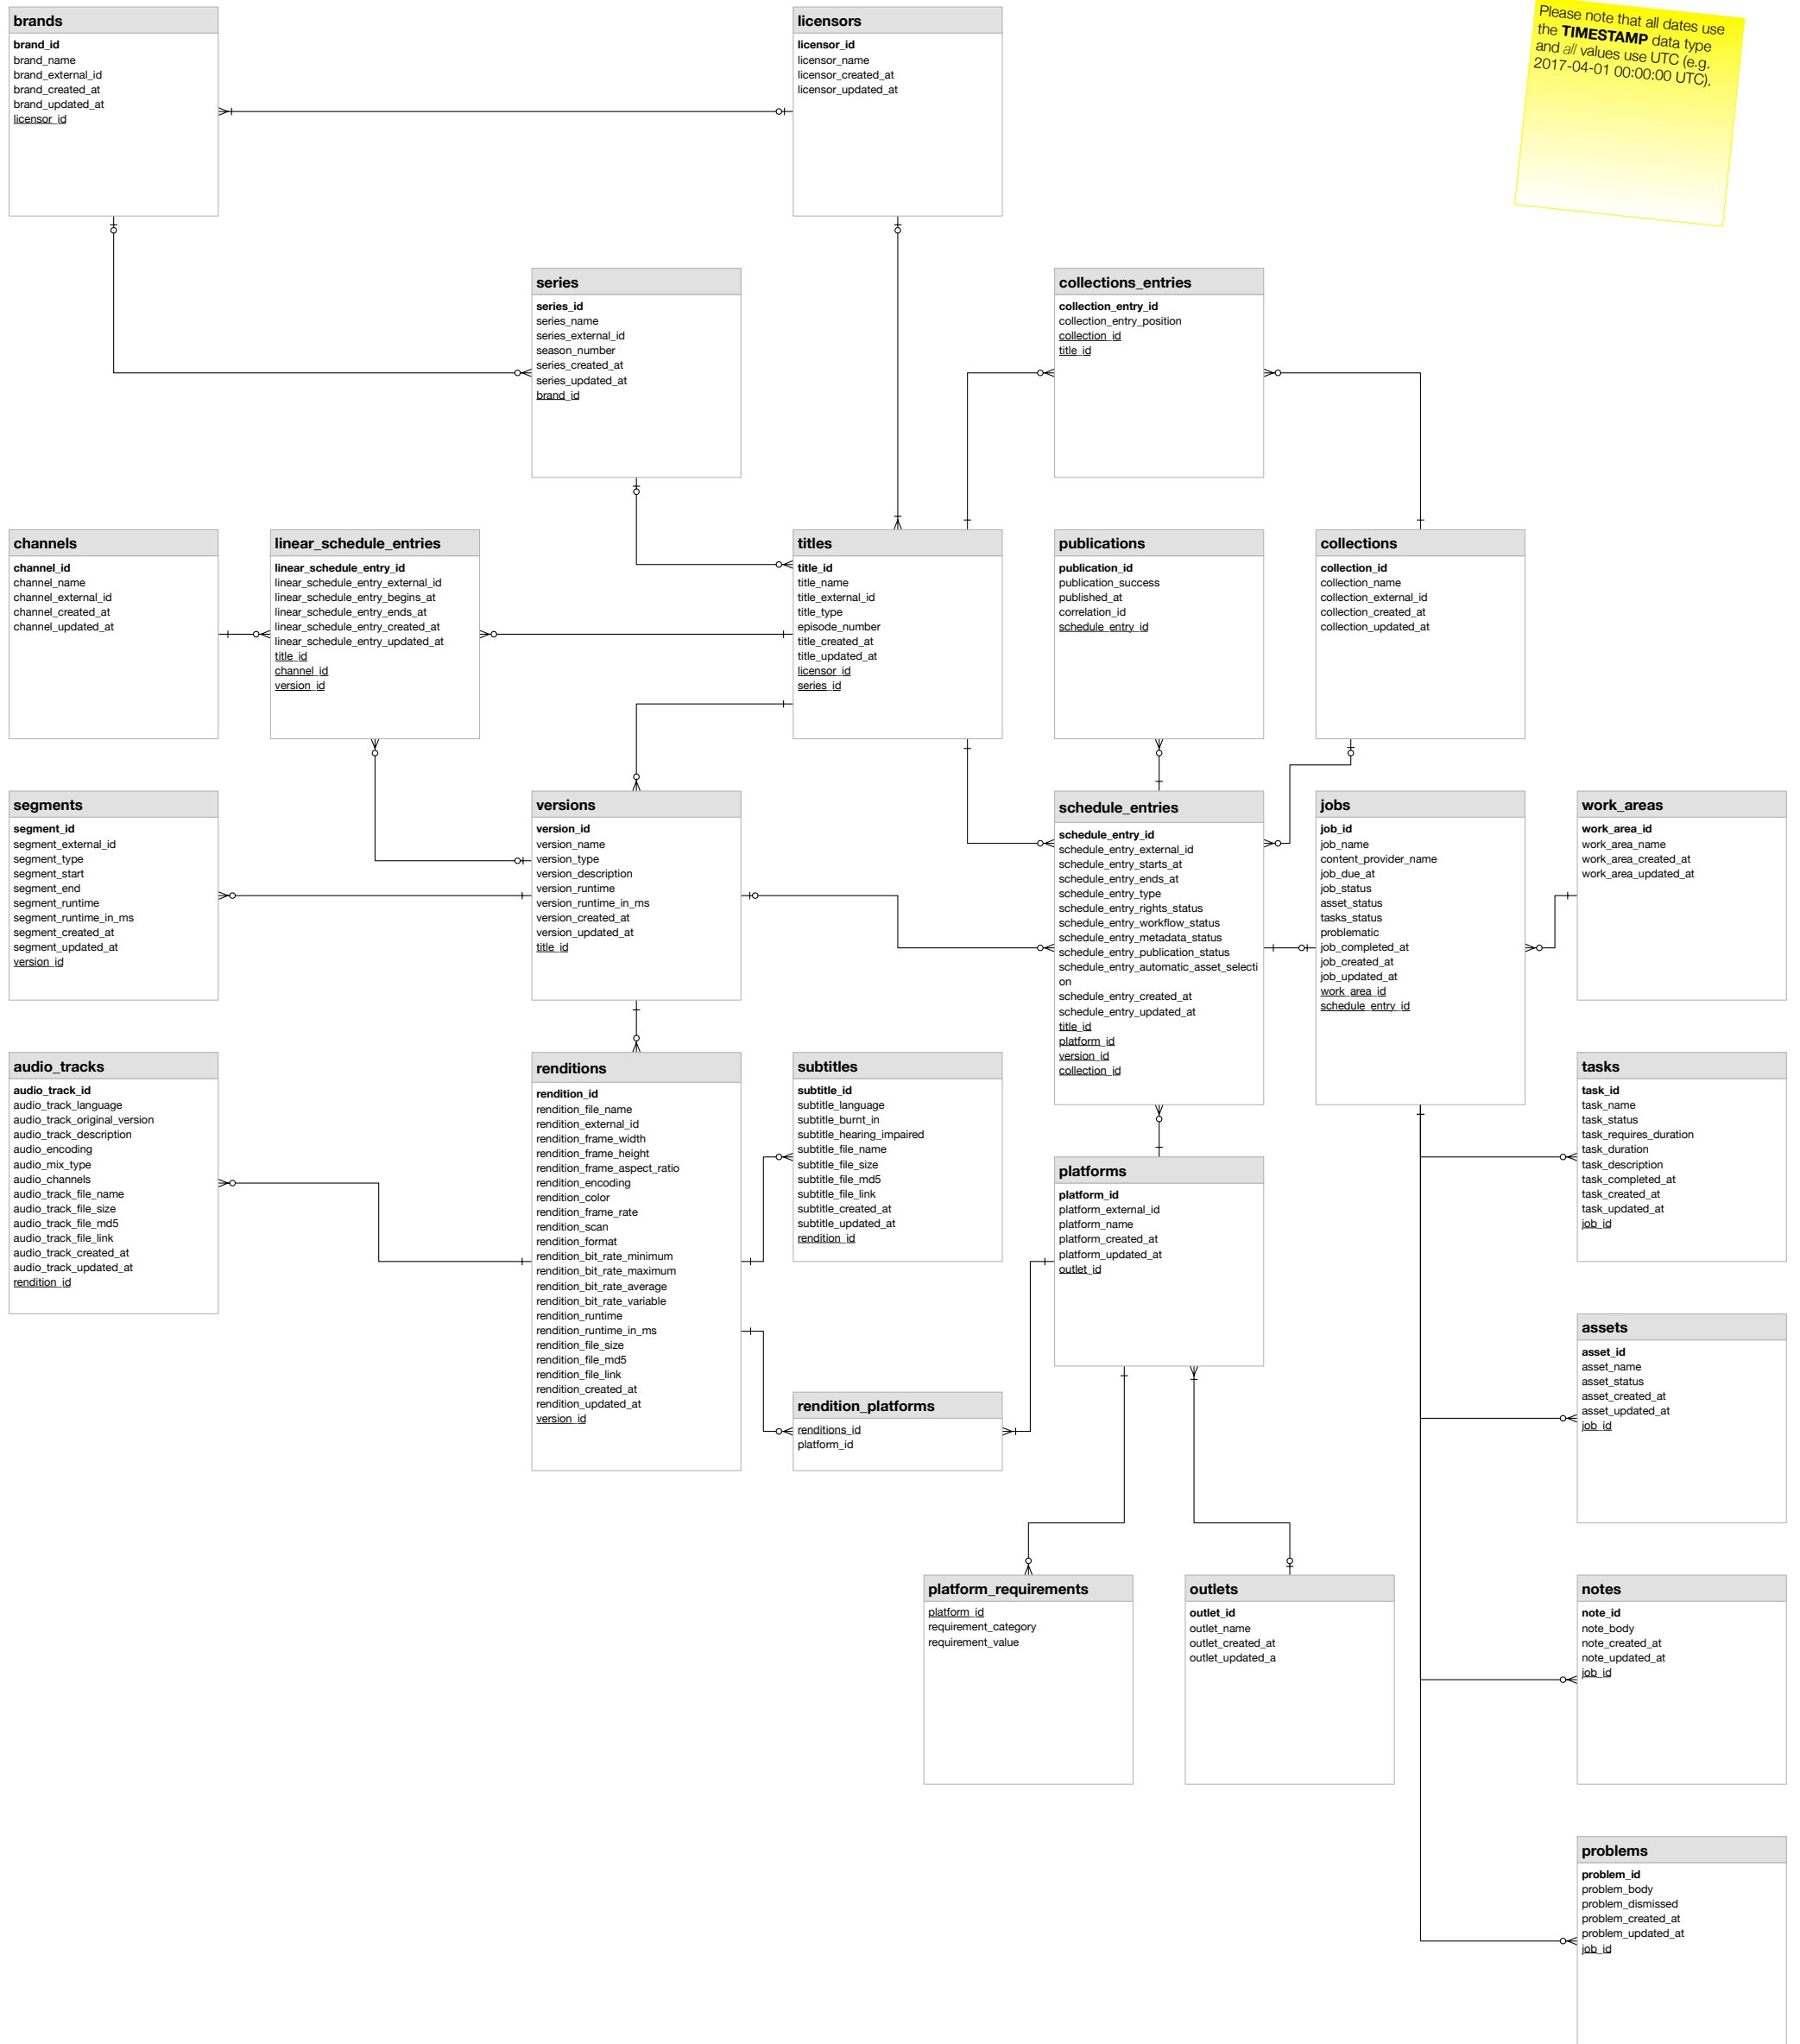 brands
brand_id
brand_name
brand_external_id
brand_created_at
brand_updated_at
licensor_id
licensors
licensor_id
licensor_name
licensor_created_at
licensor_updated_at
Please note that all dates use
the TIMESTAMP data type
and all values use UTC (e.g.
2017-04-01 00:00:00 UTC).
series
series_id
series_name
series_external_id
season_number
series_created_at
series_updated_at
brand_id
collections_entries
collection_entry_id
collection_entry_position
collection_id
title_id
channels
channel_id
channel_name
channel_external_id
channel_created_at
channel_updated_at
linear_schedule_entries
linear_schedule_entry_id
linear_schedule_entry_external_id
linear_schedule_entry_begins_at
linear_schedule_entry_ends_at
linear_schedule_entry_created_at
linear_schedule_entry_updated_at
title_id
channel_id
version_id
titles
title_id
title_name
title_external_id
title_type
episode_number
title_created_at
title_updated_at
licensor_id
series_id
publications
publication_id
publication_success
published_at
correlation_id
schedule_entry_id
collections
collection_id
collection_name
collection_external_id
collection_created_at
collection_updated_at
segments
segment_id
segment_external_id
segment_type
segment_start
segment_end
segment_runtime
segment_runtime_in_ms
segment_created_at
segment_updated_at
version_id
versions
version_id
version_name
version_type
version_description
version_runtime
version_runtime_in_ms
version_created_at
version_updated_at
title_id
schedule_entries
schedule_entry_id
schedule_entry_external_id
schedule_entry_starts_at
schedule_entry_ends_at
schedule_entry_type
schedule_entry_rights_status
schedule_entry_workflow_status
schedule_entry_metadata_status
schedule_entry_publication_status
schedule_entry_automatic_asset_selecti
on
schedule_entry_created_at
schedule_entry_updated_at
title_id
platform_id
version_id
collection_id
jobs
job_id
job_name
content_provider_name
job_due_at
job_status
asset_status
tasks_status
problematic
job_completed_at
job_created_at
job_updated_at
work_area_id
schedule_entry_id
work_areas
work_area_id
work_area_name
work_area_created_at
work_area_updated_at
audio_tracks
audio_track_id
audio_track_language
audio_track_original_version
audio_track_description
audio_encoding
audio_mix_type
audio_channels
audio_track_file_name
audio_track_file_size
audio_track_file_md5
audio_track_file_link
audio_track_created_at
audio_track_updated_at
rendition_id
renditions
rendition_id
rendition_file_name
rendition_external_id
rendition_frame_width
rendition_frame_height
rendition_frame_aspect_ratio
rendition_encoding
rendition_color
rendition_frame_rate
rendition_scan
rendition_format
rendition_bit_rate_minimum
rendition_bit_rate_maximum
rendition_bit_rate_average
rendition_bit_rate_variable
rendition_runtime
rendition_runtime_in_ms
rendition_file_size
rendition_file_md5
rendition_file_link
rendition_created_at
rendition_updated_at
version_id
subtitles
subtitle_id
subtitle_language
subtitle_burnt_in
subtitle_hearing_impaired
subtitle_file_name
subtitle_file_size
subtitle_file_md5
subtitle_file_link
subtitle_created_at
subtitle_updated_at
rendition_id
platforms
platform_id
platform_external_id
platform_name
platform_created_at
platform_updated_at
outlet_id
tasks
task_id
task_name
task_status
task_requires_duration
task_duration
task_description
task_completed_at
task_created_at
task_updated_at
job_id
assets
asset_id
asset_name
asset_status
asset_created_at
asset_updated_at
job_id
rendition_platforms
renditions_id
platform_id
platform_requirements
platform_id
requirement_category
requirement_value
outlets
outlet_id
outlet_name
outlet_created_at
outlet_updated_a
notes
note_id
note_body
note_created_at
note_updated_at
job_id
problems
problem_id
problem_body
problem_dismissed
problem_created_at
problem_updated_at
job_id